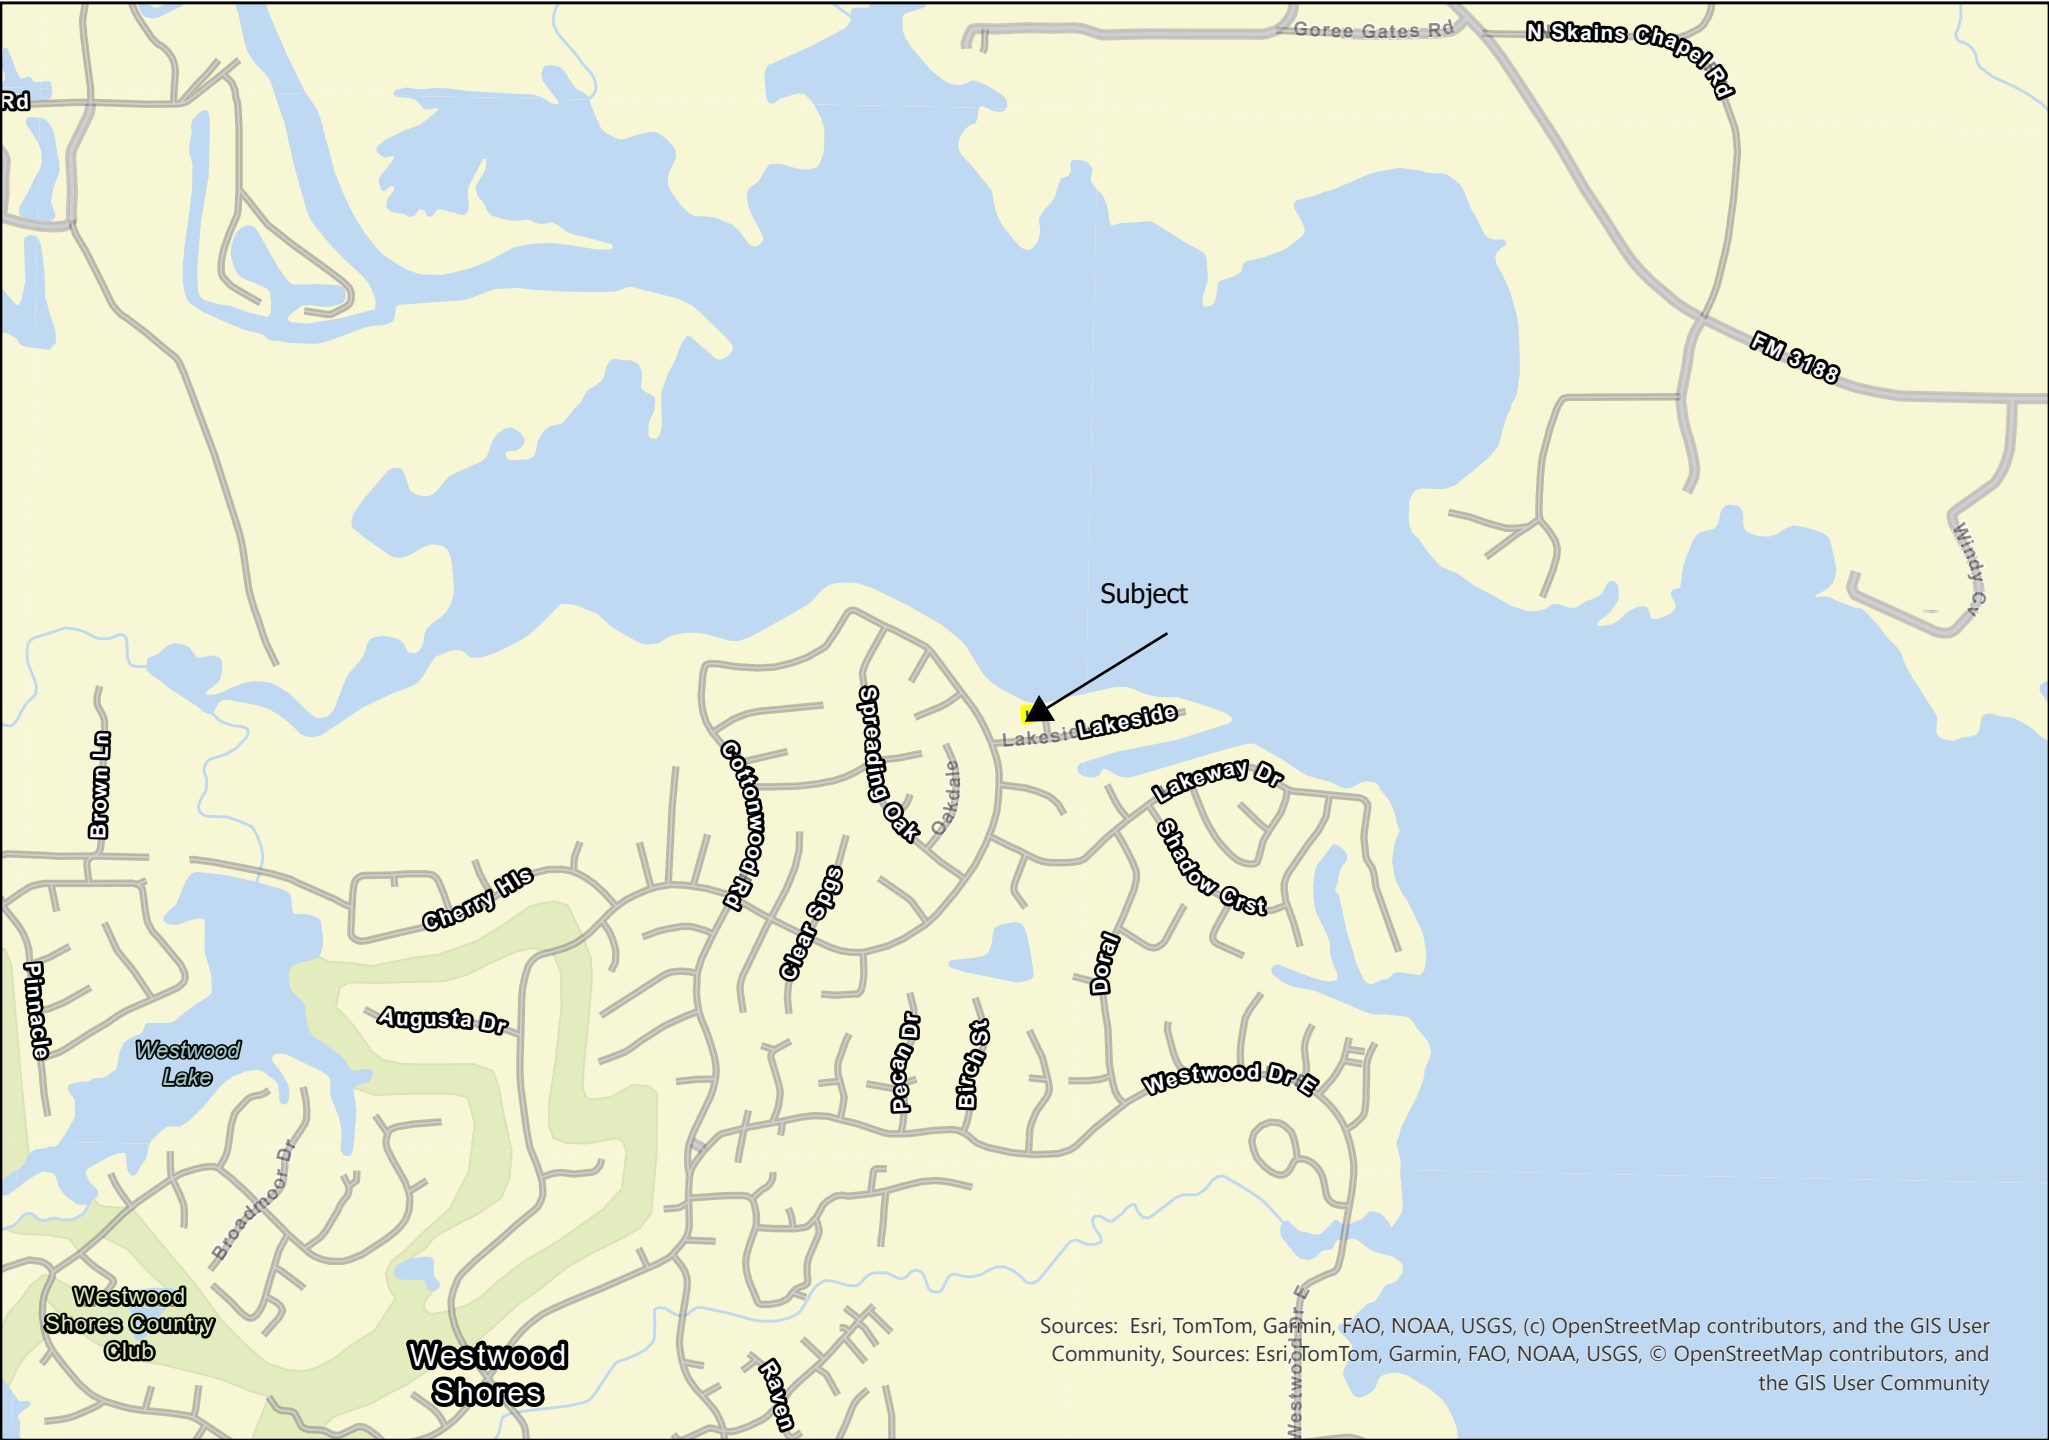 Goree Gates Rd
N Skains Chapel Rd
Rd
FM 3188
Windy Cv
Subject
Lakeside
Lakeside
Spreading Oak
Cottonwood Rd
Oakdale
Lakeway Dr
Shadow Crst
Brown Ln
Cherry Hls
Clear Spgs
Doral
Pinnacle
Augusta Dr
Westwood
Lake
Pecan Dr
Birch St
Westwood Dr E
Broadmoor Dr
Westwood
Shores Country
Club
Westwood
Shores
Raven
Westwood Dr E
Sources: Esri, TomTom, Garmin, FAO, NOAA, USGS, (c) OpenStreetMap contributors, and the GIS User
Community, Sources: Esri, TomTom, Garmin, FAO, NOAA, USGS, © OpenStreetMap contributors, and
the GIS User Community